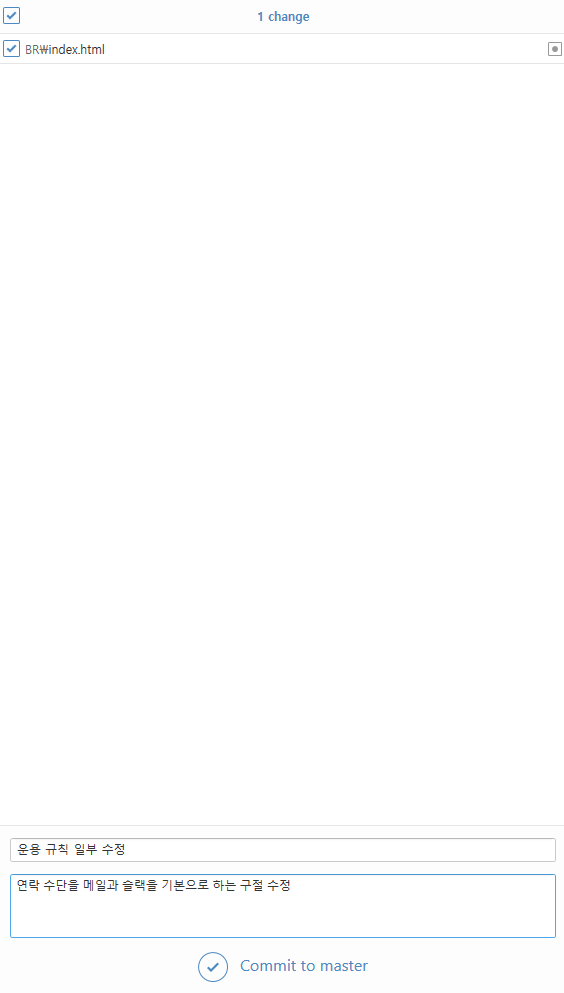 1 change
BR₩index.html
운용 규칙 일부 수정
연락 수단을 메일과 슬랙을 기본으로 하는 구절 수정
Commit to master